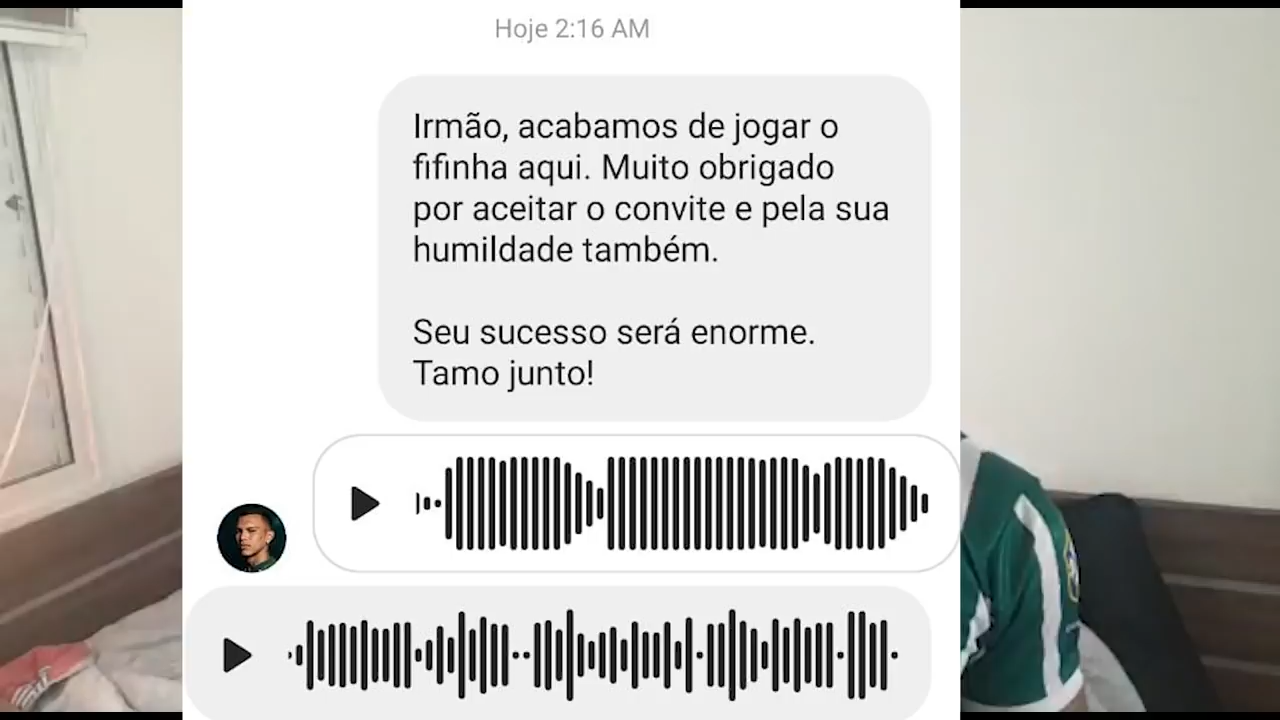 Hoje 2:16 AM
Irmão, acabamos de jogar o
fifinha aqui. Muito obrigado
por aceitar o convite e pela sua
humildade também.
Seu sucesso será enorme.
Tamo junto!